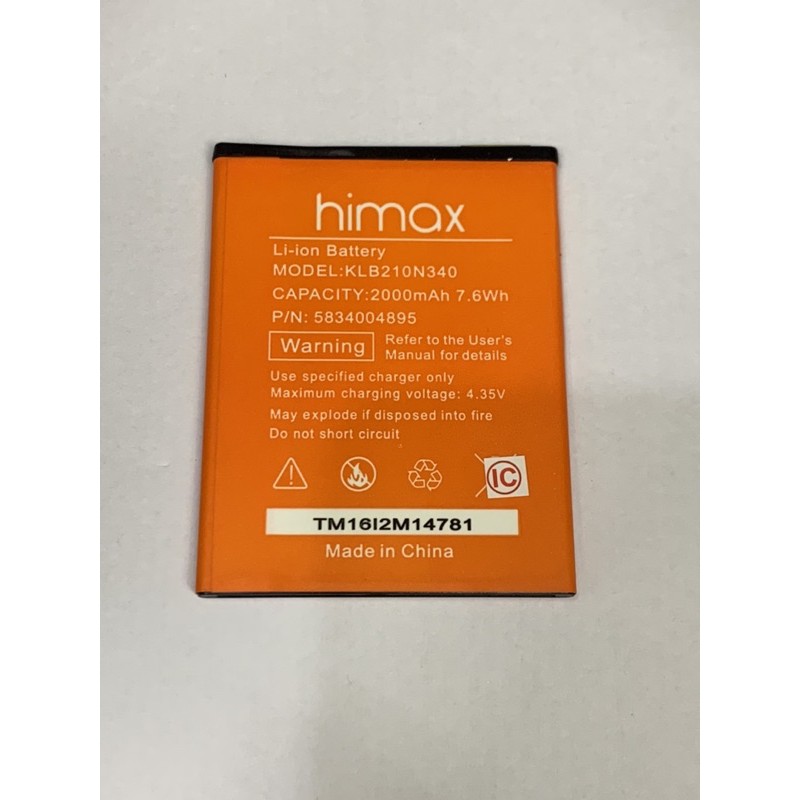 himax
Li-ion Battery
MODEL:KLB210N340
CAPACITY:2000mAh 7.6Wh
P/N: 5834004895
Warning
Refer to the User's
Manual for details
Use specified charger only
Maximum charging voltage: 4.35V
May explode if disposed into fire
Do not short circuit
IC
TM16I2M14781
Made in China